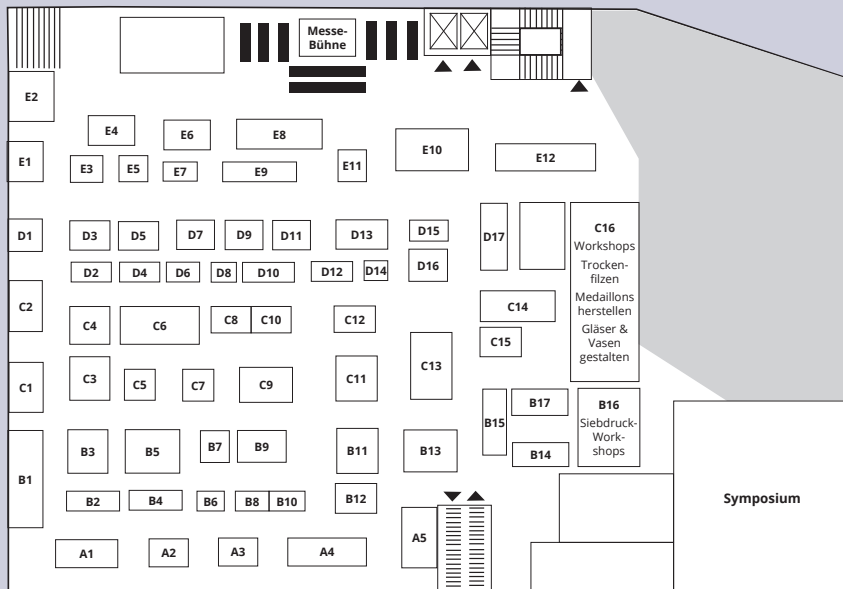 Messe-
Bühne
E2
E4
E6
E8
E10
E12
E1
E3
E5
E7
E9
E11
D1
D3
D5
D7
D9
D11
D13
D15
D17
D2
D4
D6
D8
D10
D12
D14
D16
C16
Workshops
Trocken-
filzen
Medaillons
herstellen
Gläser &
Vasen
gestalten
C2
C4
C6
C8
C10
C12
C14
C15
C1
C3
C5
C7
C9
C11
C13
B15
B17
B14
B16
Siebdruck-
Work-
shops
B1
B3
B5
B7
B9
B11
B13
B2
B4
B6
B8
B10
B12
A1
A2
A3
A4
A5
Symposium